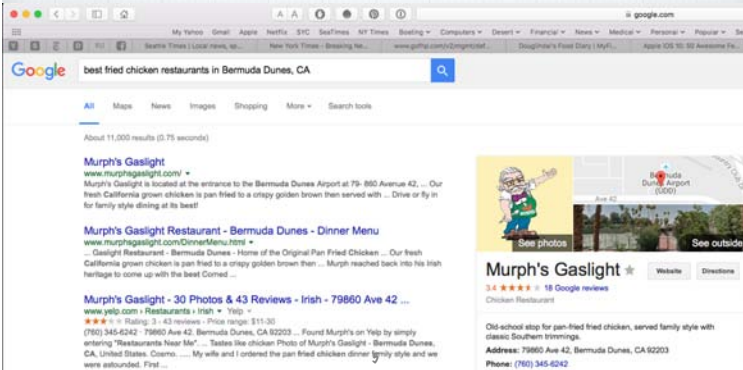 google.com
My Yahoo Gmail Apple Netflix SYC SeaTimes NY Times Boating Computers Desert Financial News Medical Personal Popular
Seattle Times | Local news, sp... New York Times - Breaking Ne... Apple iOS 10: 50 Awesome Fe...
Google best fried chicken restaurants in Bermuda Dunes, CA
All Maps News Images Shopping More Search tools
About 11,000 results (0.75 seconds)
Murph's Gaslight
www.murphsgaslight.com/
Murph's Gaslight is located at the entrance to the Bermuda Dunes Airport at 79- 860 Avenue 42, ... Our
fresh California grown chicken is pan fried to a crispy golden brown then served with ... Drive or fly in
for family style dining at its best!
Murph's Gaslight Restaurant - Bermuda Dunes - Dinner Menu
www.murphsgaslight.com/DinnerMenu.html
... Gaslight Restaurant - Bermuda Dunes - Home of the Original Pan Fried Chicken ... Our fresh
California grown chicken is pan fried to a crispy golden brown then ... Murph reached back into his Irish
heritage to come up with the best Corned ...
Murph's Gaslight - 30 Photos & 43 Reviews - Irish - 79860 Ave 42 ...
www.yelp.com › Restaurants › Irish Yelp
Rating: 3 - 43 reviews - Price range: $11-30
(760) 345-6242 · 79860 Ave 42. Bermuda Dunes, CA 92203 ... Found Murph's on Yelp by simply
entering "Restaurants Near Me". ... Tastes like chicken Photo of Murph's Gaslight - Bermuda Dunes,
CA, United States. Cosmo. ..... My wife and I ordered the pan fried chicken dinner family style and we
were astounded. First ...
Bermuda
Dunes Airport
(UDD)
Ave 42
See photos
See outside
Murph's Gaslight
Website Directions
3.4 18 Google reviews
Chicken Restaurant
Old-school stop for pan-fried fried chicken, served family style with
classic Southern trimmings.
Address: 79860 Ave 42, Bermuda Dunes, CA 92203
Phone: (760) 345-6242